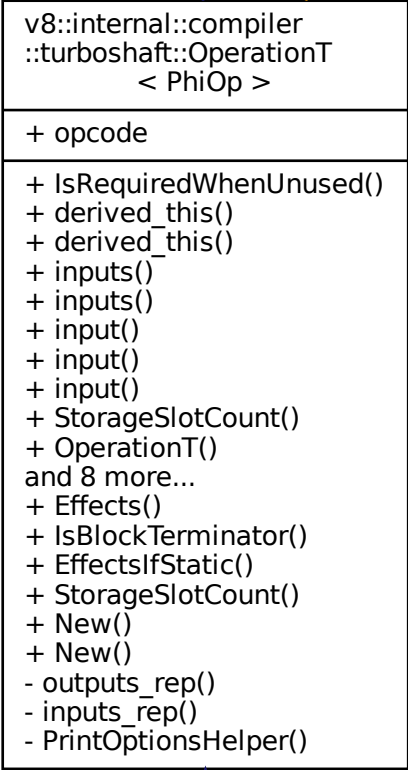 v8::internal::compiler
::turboshaft::OperationT
< PhiOp >
+ opcode
+ IsRequiredWhenUnused()
+ derived_this()
+ derived_this()
+ inputs()
+ inputs()
+ input()
+ input()
+ input()
+ StorageSlotCount()
+ OperationT()
and 8 more...
+ Effects()
+ IsBlockTerminator()
+ EffectsIfStatic()
+ StorageSlotCount()
+ New()
+ New()
- outputs_rep()
- inputs_rep()
- PrintOptionsHelper()